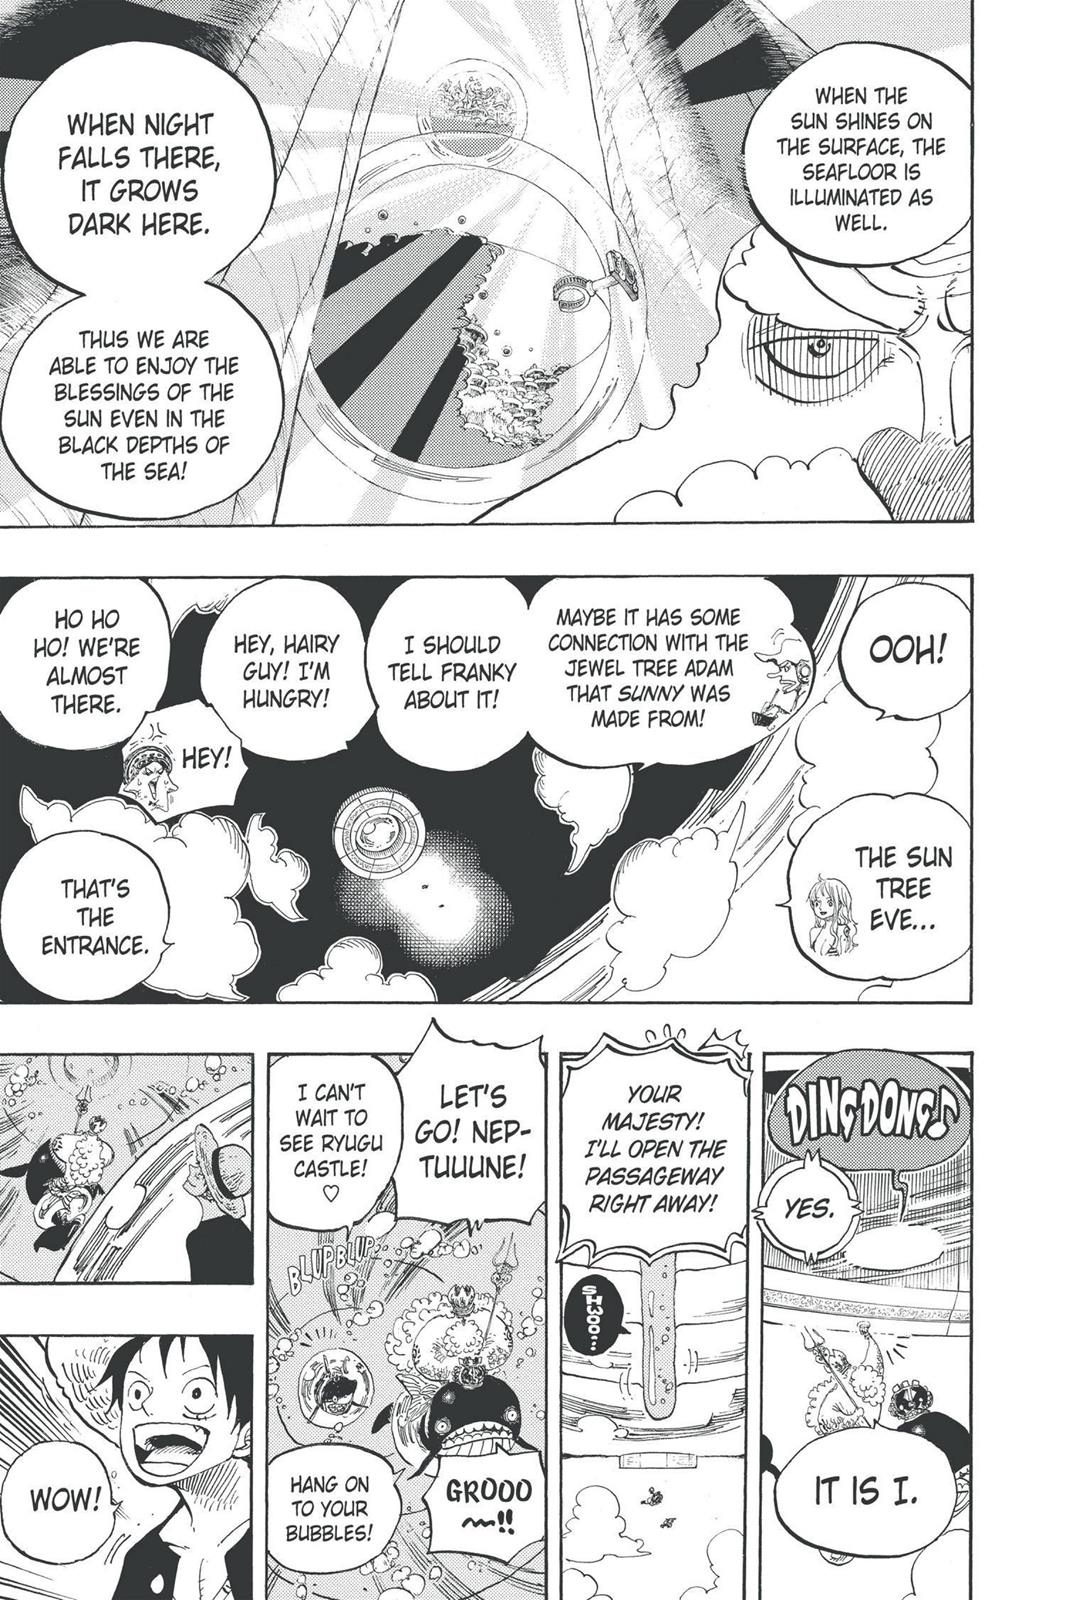 WHEN THE
SUN SHINES ON
THE SURFACE, THE
SEAFLOOR IS
ILLUMINATED AS
WELL.
WHEN NIGHT
FALLS THERE,
IT GROWS
DARK HERE.
THUS WE ARE
ABLE TO ENJOY THE
BLESSINGS OF THE
SUN EVEN IN THE
BLACK DEPTHS OF
THE SEA!
OOH!
THE SUN
TREE
EVE...
MAYBE IT HAS SOME
CONNECTION WITH THE
JEWEL TREE ADAM
THAT SUNNY WAS
MADE FROM!
I SHOULD
TELL FRANKY
ABOUT IT!
HEY, HAIRY
GUY! I'M
HUNGRY!
HEY!
HO HO
HO! WE'RE
ALMOST
THERE.
THAT'S
THE
ENTRANCE.
DING DONG♪
YES.
IT IS I.
YOUR
MAJESTY!
I'LL OPEN THE
PASSAGEWAY
RIGHT AWAY!
SHWOO...
LET'S
GO! NEP-
TUUUNE!
I CAN'T
WAIT TO
SEE RYUGU
CASTLE!
♡
BLUPBLUP
GROOO
~!!
HANG ON
TO YOUR
BUBBLES!
WOW!